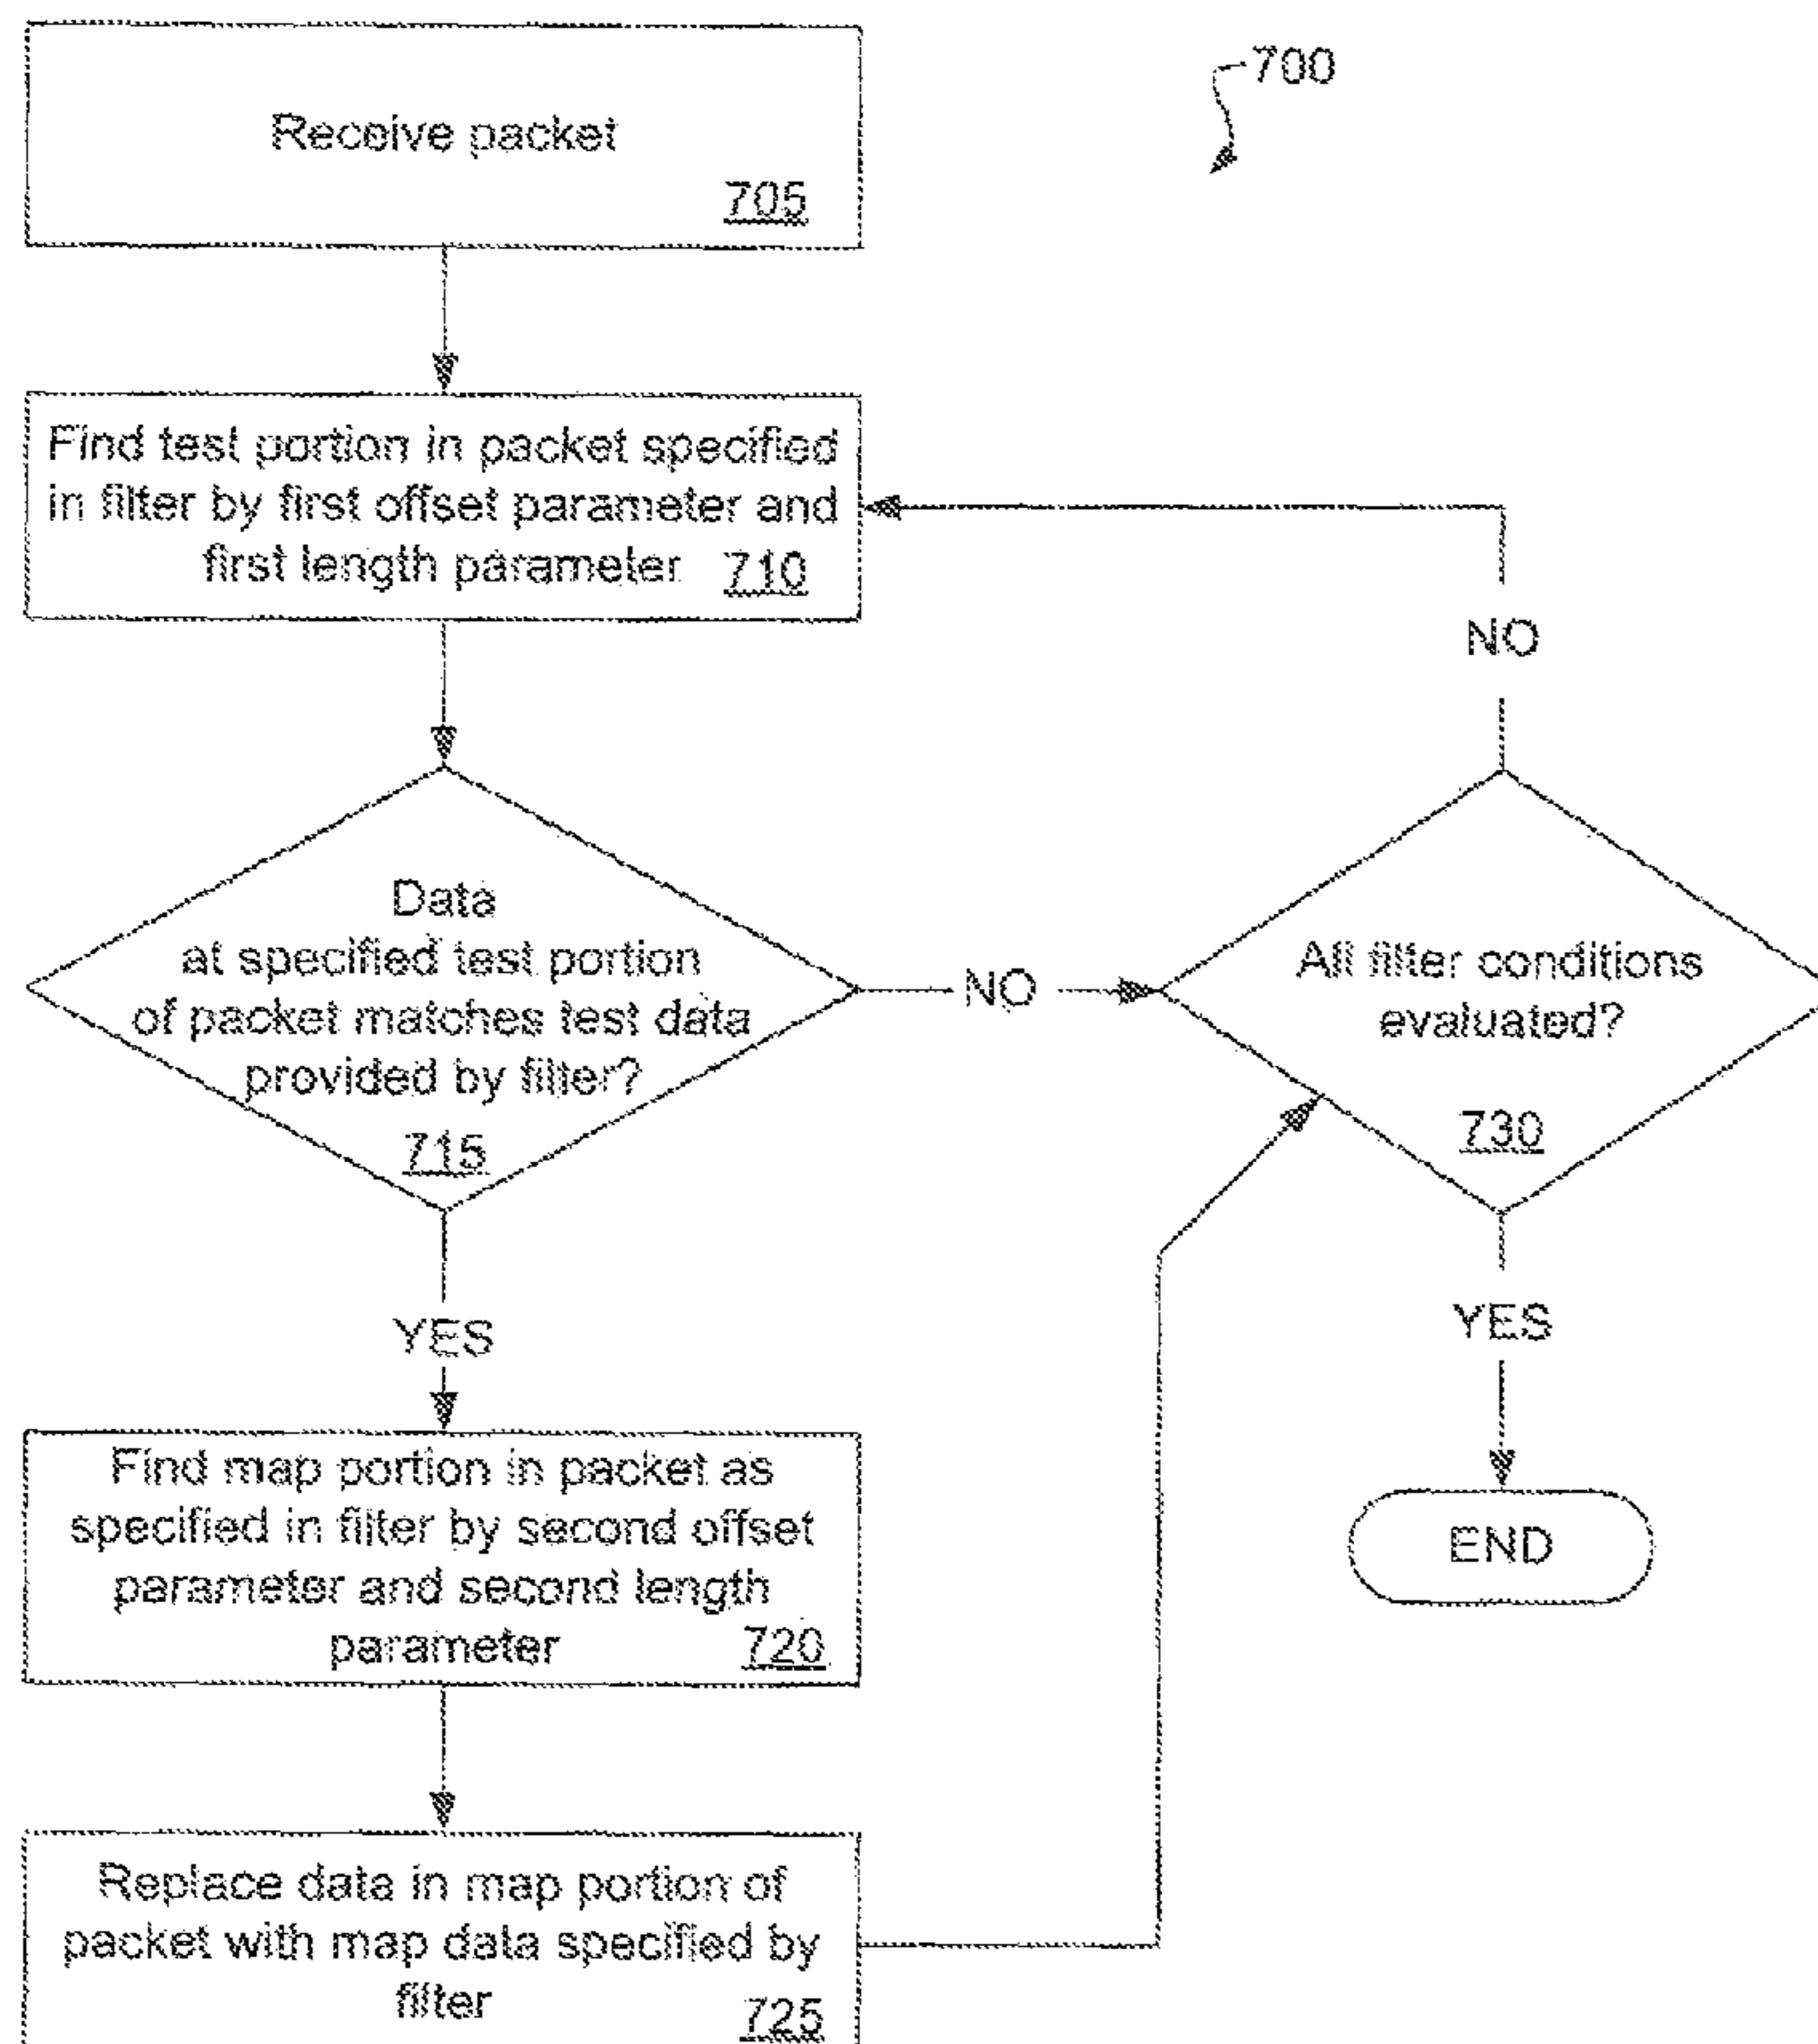 700
Receive packet
705
Find test portion in packet specified
in filter by first offset parameter and
first length parameter 710
NO
Data
at specified test portion
of packet matches test data
provided by filter?
715
NO
All filter conditions
evaluated?
730
YES
YES
Find map portion in packet as
specified in filter by second offset
parameter and second length
parameter 720
END
Replace data in map portion of
packet with map data specified by
filter
725